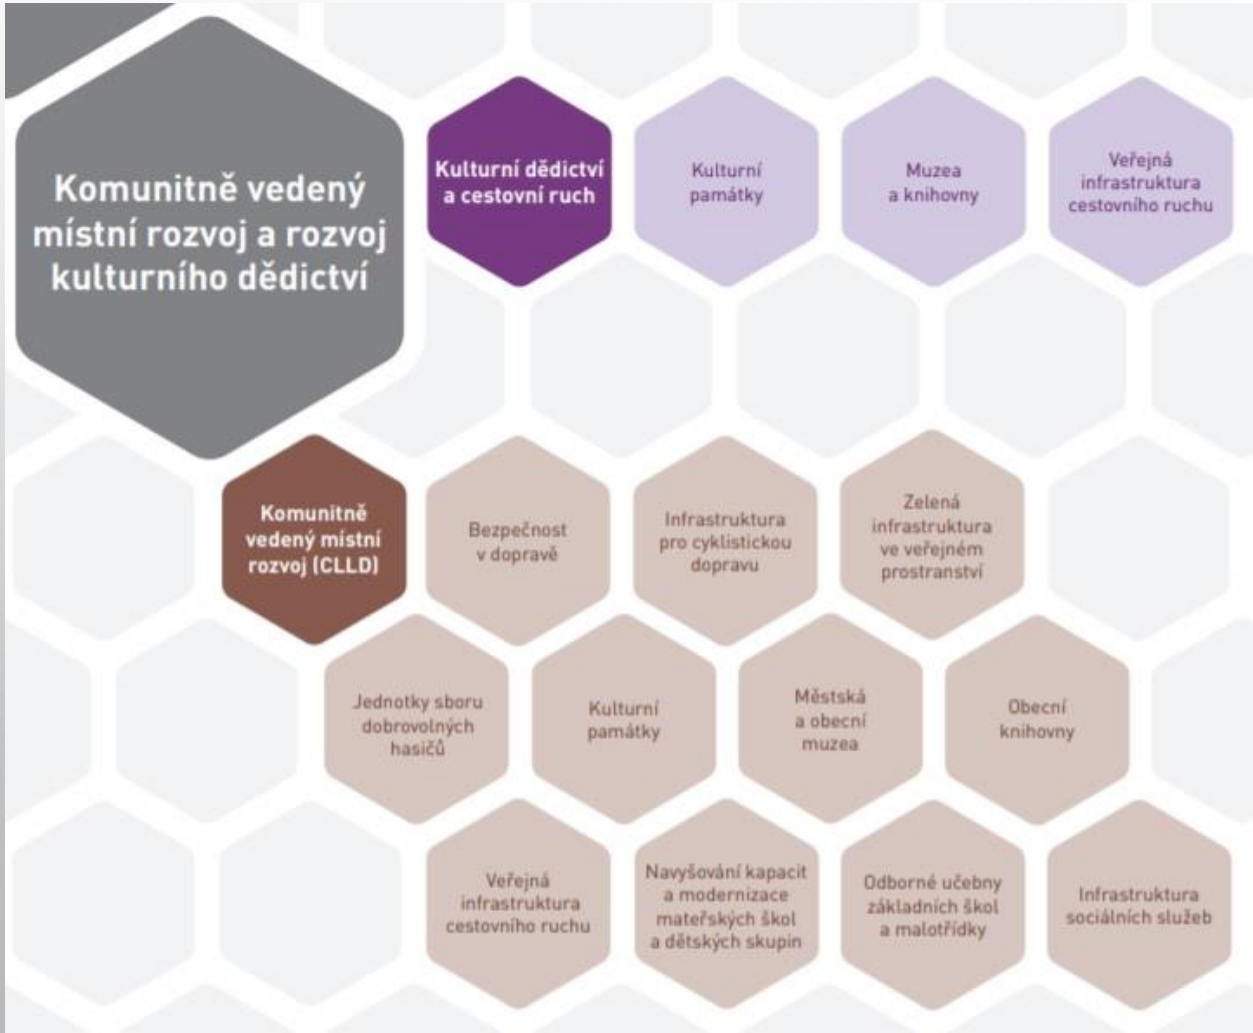 Komunitně vedený
místní rozvoj a rozvoj
kulturního dědictví
Kulturní dědictví
a cestovní ruch
Kulturní
památky
Muzea
a knihovny
Veřejná
infrastruktura
cestovního ruchu
Komunitně
vedený místní
rozvoj (CLLD)
Bezpečnost
v dopravě
Infrastruktura
pro cyklistickou
dopravu
Zelená
infrastruktura
ve veřejném
prostranství
Jednotky sboru
dobrovolných
hasičů
Kulturní
památky
Městská
a obecní
muzea
Obecní
knihovny
Veřejná
infrastruktura
cestovního ruchu
Navyšování kapacit
a modernizace
mateřských škol
a dětských skupin
Odborné učebny
základních škol
a malotřídky
Infrastruktura
sociálních služeb